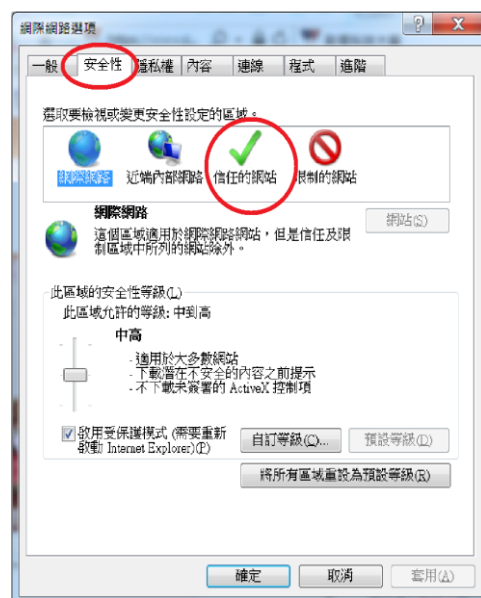 網際網路選項
一般 安全性 隱私權 內容 連線 程式 進階
選取要檢視或變更安全性設定的區域。
網際網路 近端內部網路 信任的網站 限制的網站
網際網路
這個區域適用於網際網路網站，但是信任及限
制區域中所列的網站除外。
網站(S)
此區域的安全性等級(L)
此區域允許的等級: 中到高
中高
- 適用於大多數網站
- 下載潛在不安全的內容之前提示
- 不下載未簽署的 ActiveX 控制項
啟用受保護模式 (需要重新
啟動 Internet Explorer)(P)
自訂等級(C)... 預設等級(D)
將所有區域重設為預設等級(R)
確定 取消 套用(A)